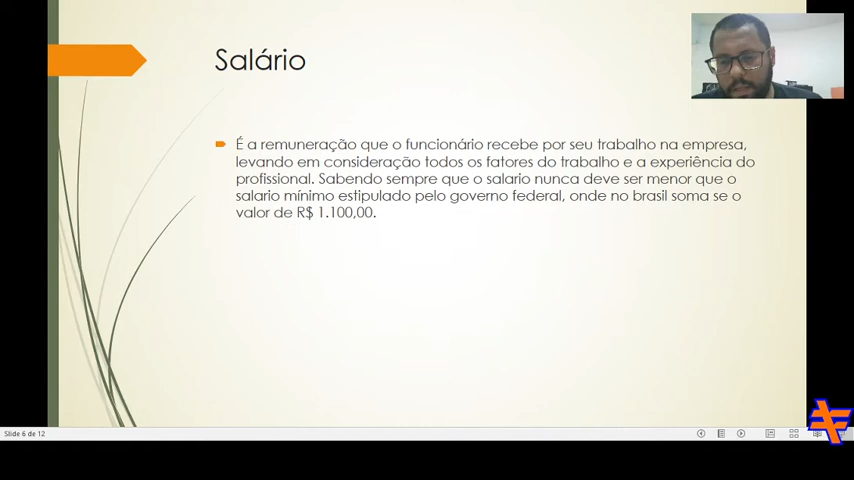 Salário
É a remuneração que o funcionário recebe por seu trabalho na empresa,
levando em consideração todos os fatores do trabalho e a experiência do
profissional. Sabendo sempre que o salario nunca deve ser menor que o
salario mínimo estipulado pelo governo federal, onde no brasil soma se o
valor de R$ 1.100,00.
Slide 6 de 12